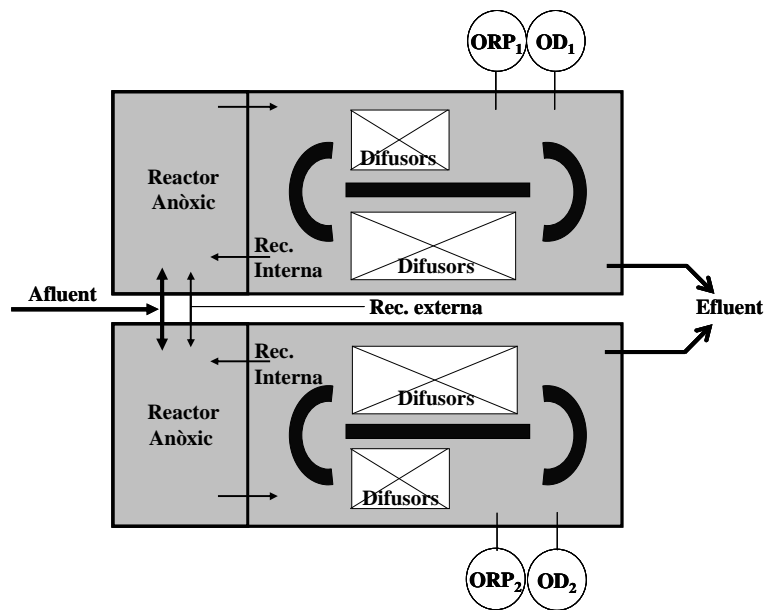 ORP1 OD1
Difusors
Reactor
Anòxic
Rec.
Interna
Difusors
Afluent
Rec. externa
Efluent
Rec.
Interna
Difusors
Reactor
Anòxic
Difusors
ORP2 OD2